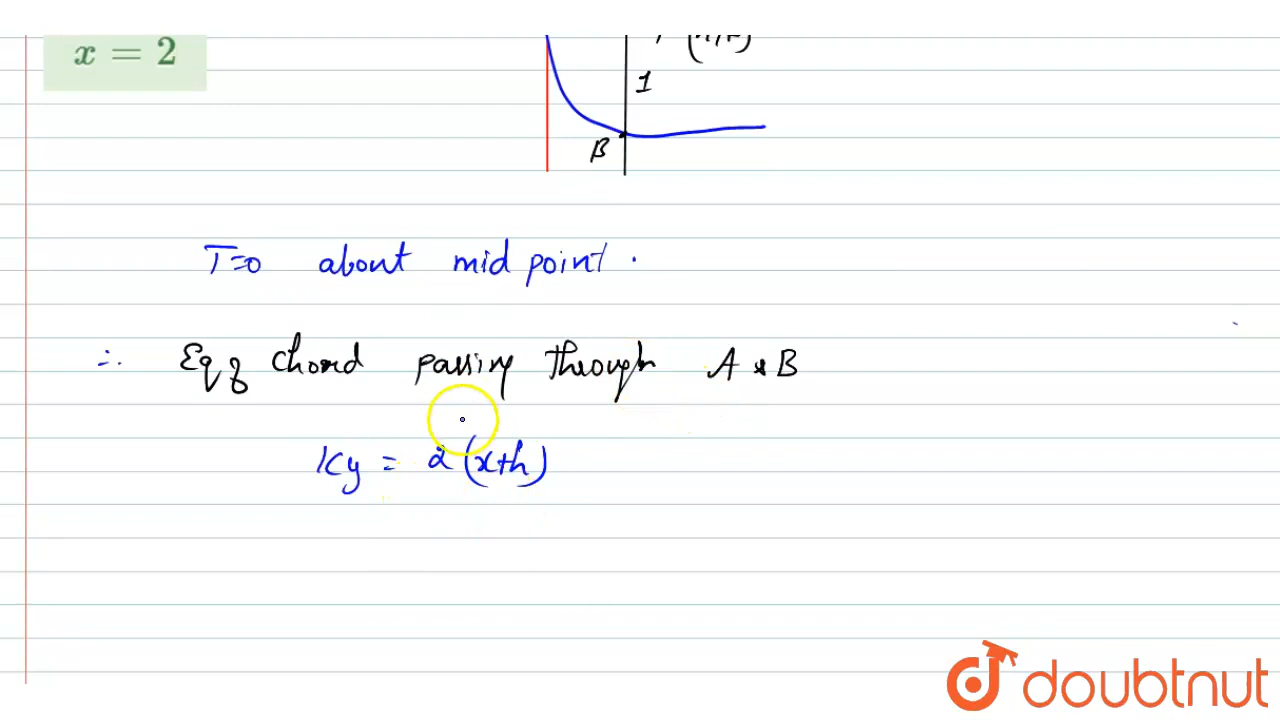 x = 2
1
B
T=0 about mid point.
∴ Eq of Chord passing through A & B
ky = 2(x+h)
doubtnut